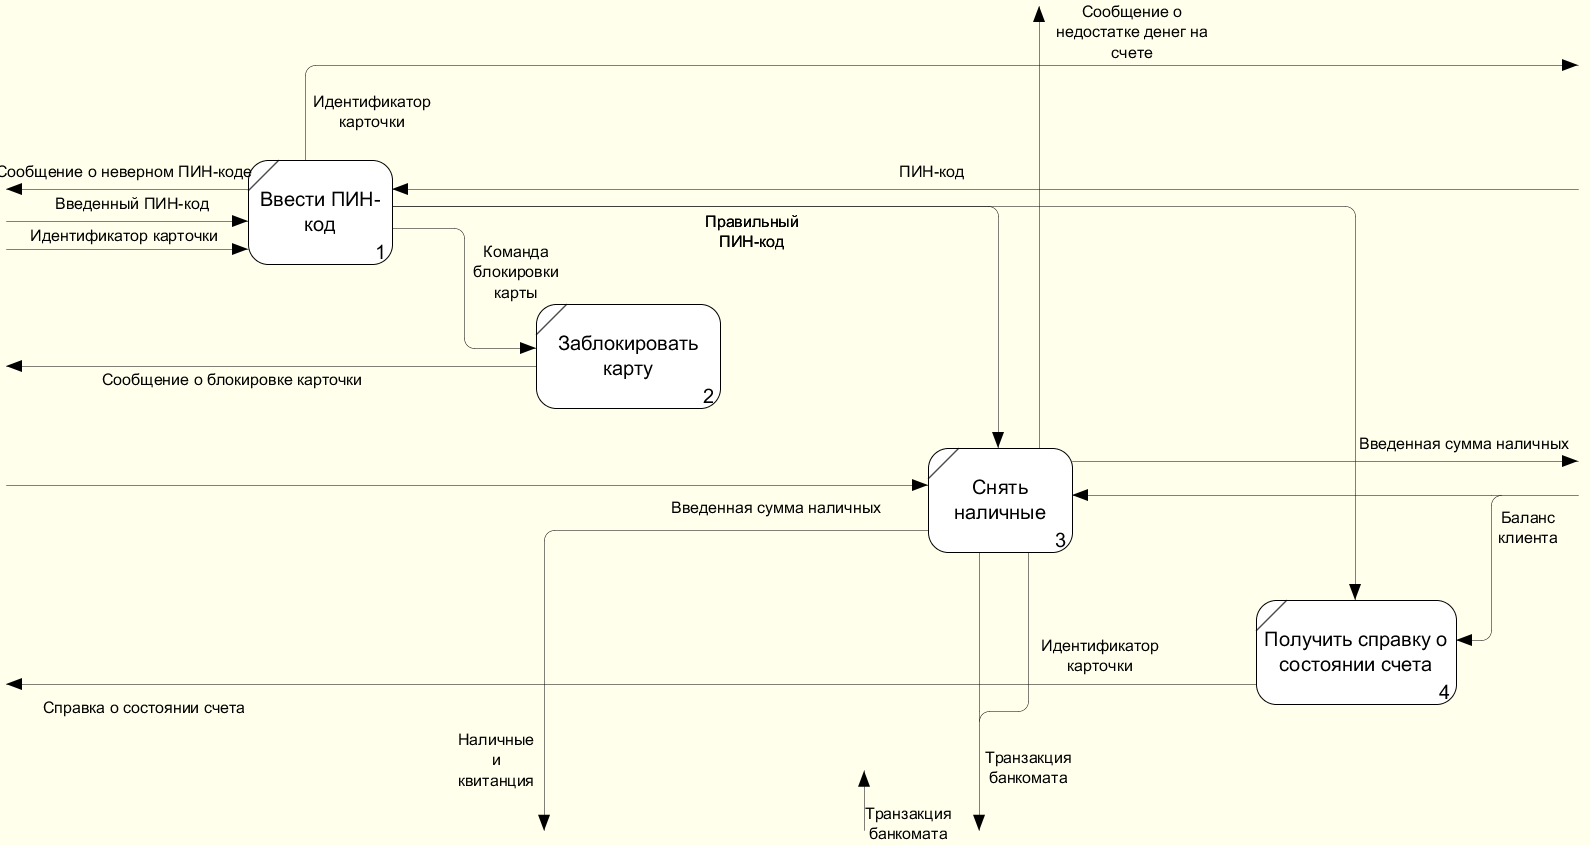 Сообщение о
недостатке денег на
счете
Идентификатор
карточки
Сообщение о неверном ПИН-коде
ПИН-код
Введенный ПИН-код
Ввести ПИН-
код
1
Правильный
ПИН-код
Идентификатор карточки
Команда
блокировки
карты
Заблокировать
карту
2
Сообщение о блокировке карточки
Введенная сумма наличных
Снять
наличные
3
Введенная сумма наличных
Баланс
клиента
Получить справку о
состоянии счета
4
Идентификатор
карточки
Справка о состоянии счета
Наличные
и
квитанция
Транзакция
банкомата
Транзакция
банкомата